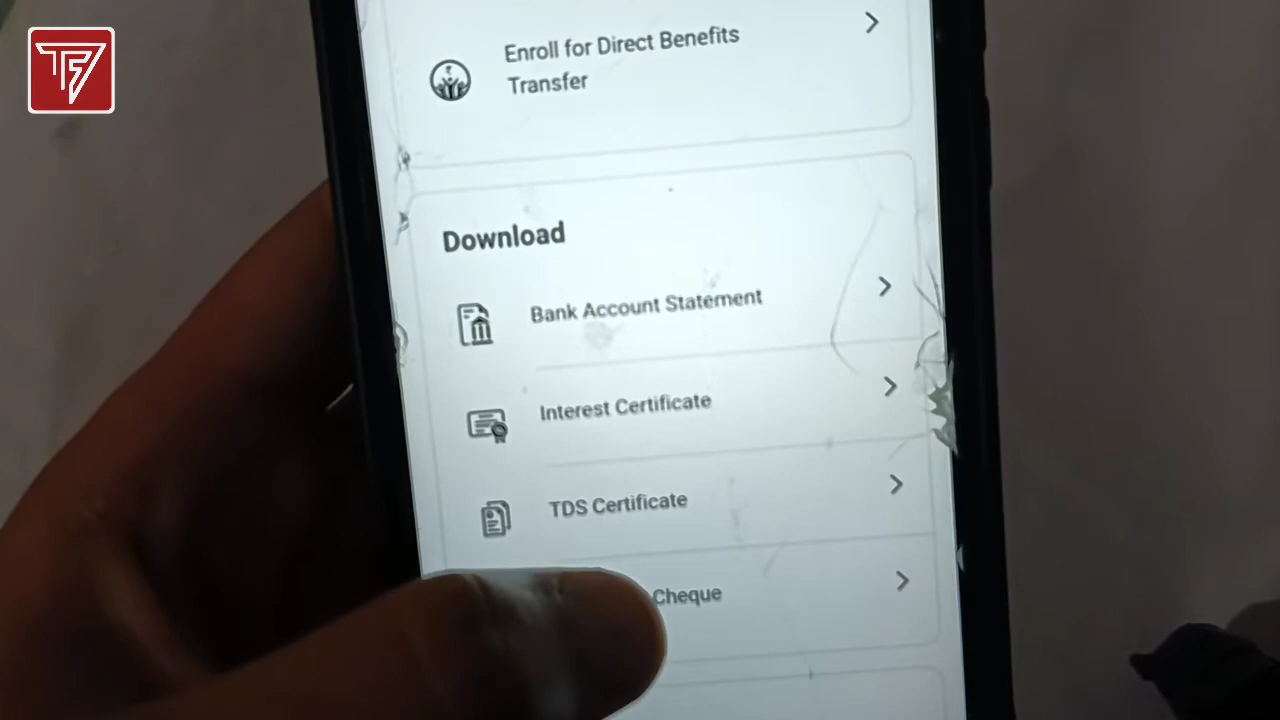 Enroll for Direct Benefits
Transfer
Download
Bank Account Statement
Interest Certificate
TDS Certificate
Cheque